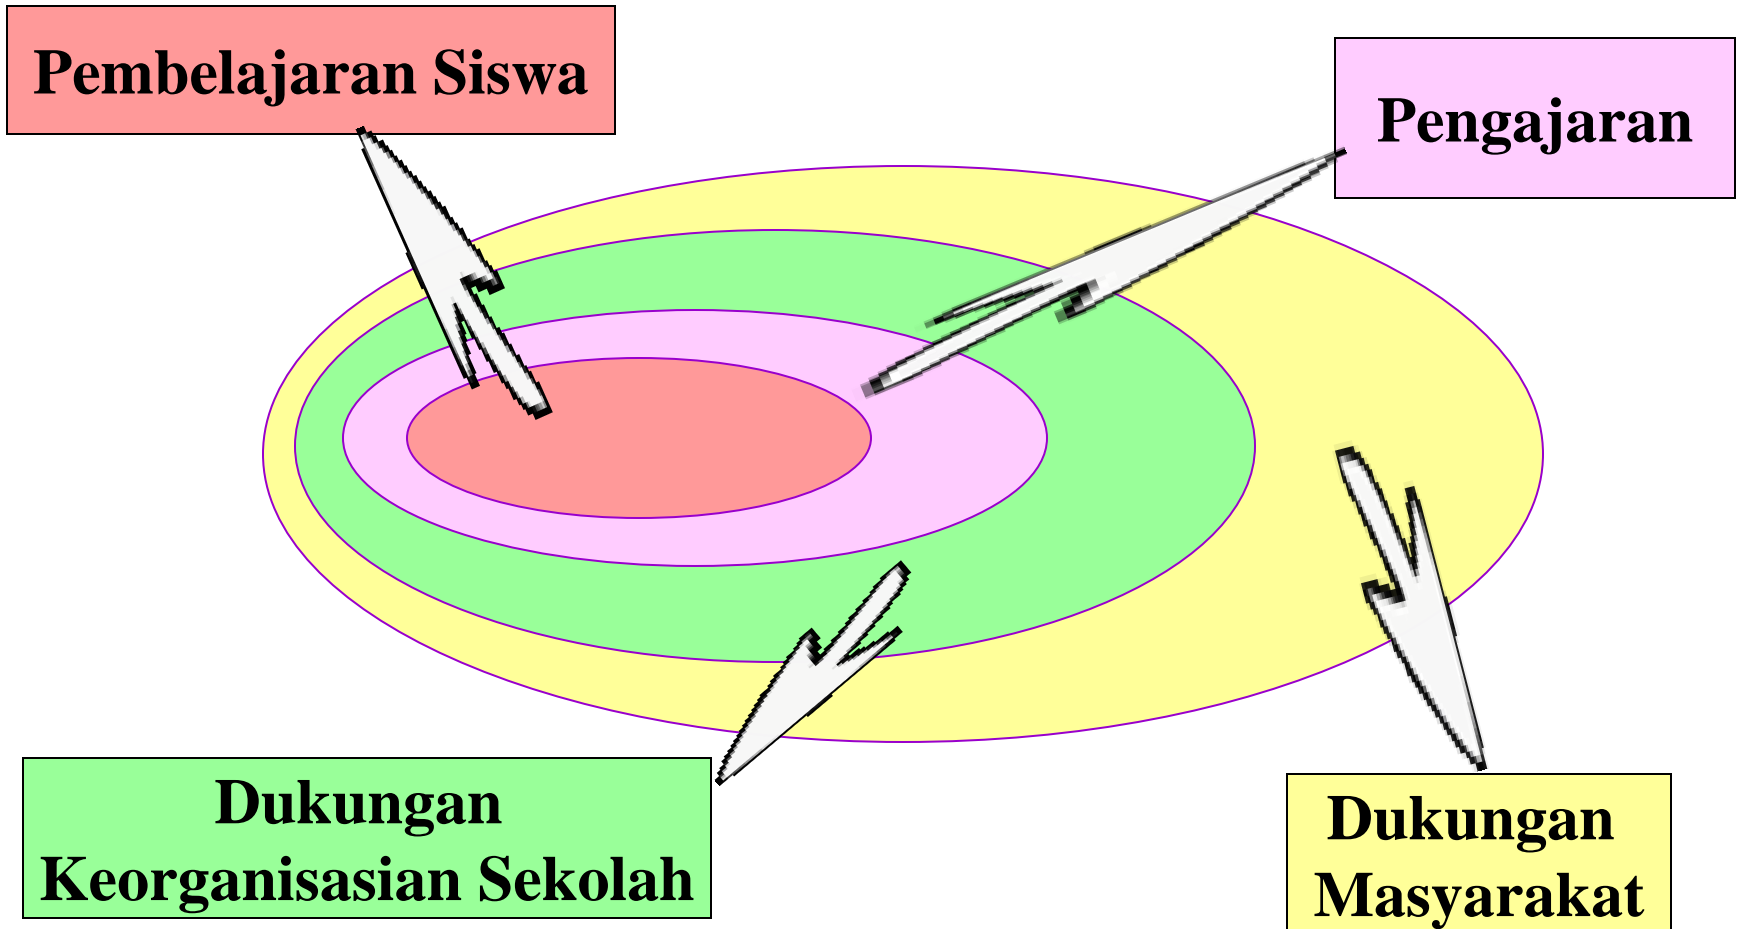 Pembelajaran Siswa
Pengajaran
Dukungan
Keorganisasian Sekolah
Dukungan
Masyarakat